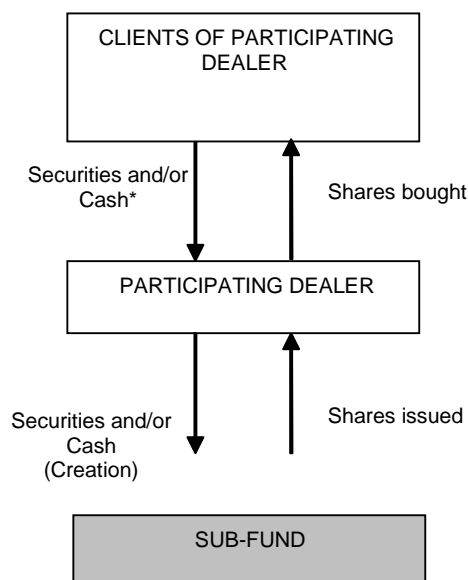 CLIENTS OF PARTICIPATING
DEALER
Securities and/or
Cash*
Shares bought
PARTICIPATING DEALER
Securities and/or
Cash
(Creation)
Shares issued
SUB-FUND